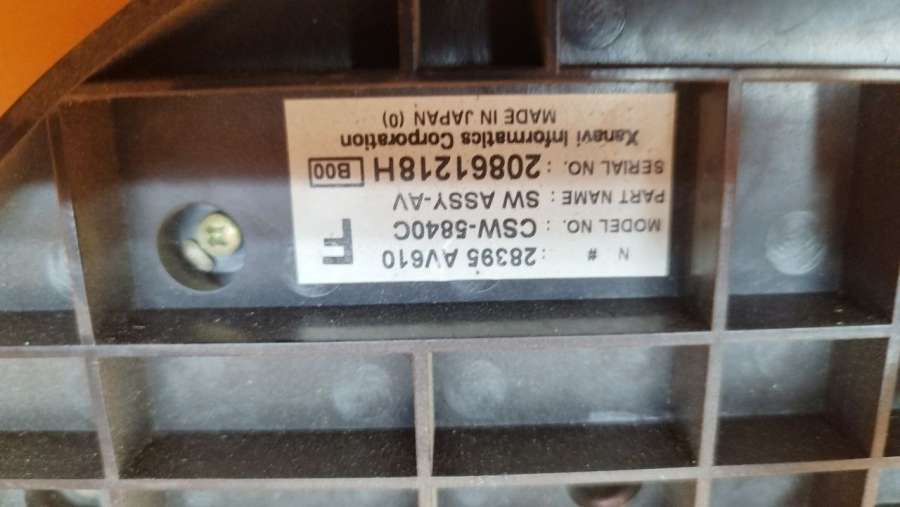 N # : 28395 AV610
MODEL NO. : CSW-5840C
PART NAME : SW ASSY-AV
SERIAL NO. : 20861218H B00
Xanavi Informatics Corporation
MADE IN JAPAN (0)